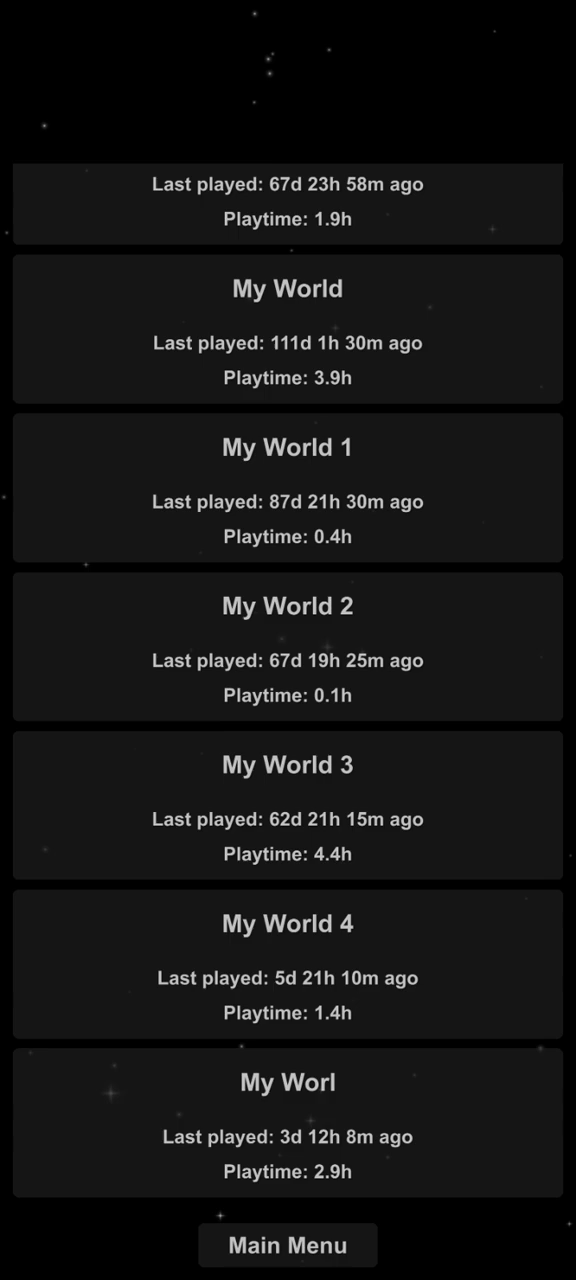 Last played: 67d 23h 58m ago
Playtime: 1.9h
My World
Last played: 111d 1h 30m ago
Playtime: 3.9h
My World 1
Last played: 87d 21h 30m ago
Playtime: 0.4h
My World 2
Last played: 67d 19h 25m ago
Playtime: 0.1h
My World 3
Last played: 62d 21h 15m ago
Playtime: 4.4h
My World 4
Last played: 5d 21h 10m ago
Playtime: 1.4h
My Worl
Last played: 3d 12h 8m ago
Playtime: 2.9h
Main Menu